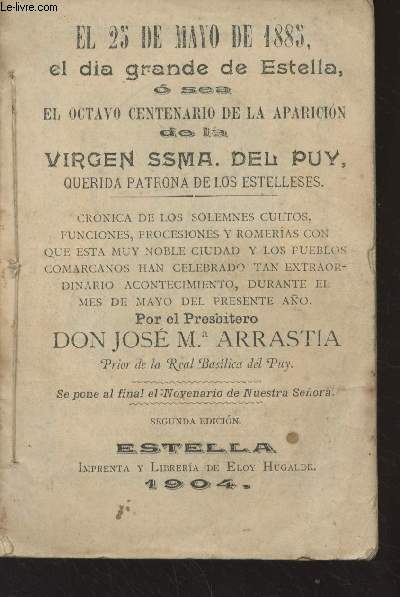 Le-livre.com
EL 25 DE MAYO DE 1885,
el dia grande de Estella,
ó sea
EL OCTAVO CENTENARIO DE LA APARICION
de la
VIRGEN SSMA. DEL PUY,
QUERIDA PATRONA DE LOS ESTELLESES.
CRÓNICA DE LOS SOLEMNES CULTOS,
FUNCIONES, PROCESIONES Y ROMERÍAS CON
QUE ESTA MUY NOBLE CIUDAD Y LOS PUEBLOS
COMARCANOS HAN CELEBRADO TAN EXTRAOR-
DINARIO ACONTECIMIENTO, DURANTE EL
MES DE MAYO DEL PRESENTE AÑO.
Por el Presbítero
DON JOSÉ M.ª ARRASTIA
Prior de la Real Basílica del Puy.
Se pone al final el Novenario de Nuestra Señora.
SEGUNDA EDICIÓN.
ESTELLA
IMPRENTA Y LIBRERÍA DE ELOY HUGALDE.
1904.